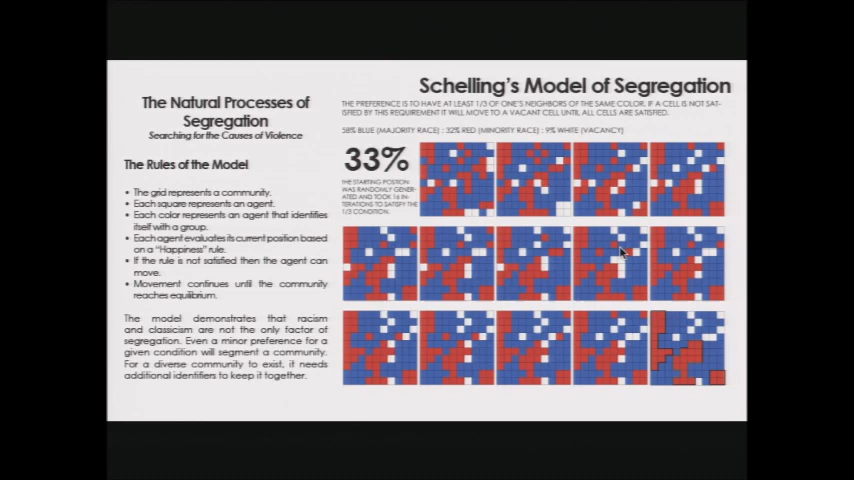 The Natural Processes of
Segregation
Searching for the Causes of Violence
The Rules of the Model
• The grid represents a community.
• Each square represents an agent.
• Each color represents an agent that identifies
itself with a group.
• Each agent evaluates its current position based
on a "Happiness" rule.
• If the rule is not satisfied then the agent can
move.
• Movement continues until the community
reaches equilibrium.
The model demonstrates that racism
and classicism are not the only factor of
segregation. Even a minor preference for a
given condition will segment a community.
For a diverse community to exist, it needs
additional identifiers to keep it together.
Schelling's Model of Segregation
THE PREFERENCE IS TO HAVE AT LEAST 1/3 OF ONE'S NEIGHBORS OF THE SAME COLOR. IF A CELL IS NOT SAT-
ISFIED BY THIS REQUIREMENT IT WILL MOVE TO A VACANT CELL UNTIL ALL CELLS ARE SATISFIED.
58% BLUE (MAJORITY RACE) : 32% RED (MINORITY RACE) : 9% WHITE (VACANCY)
33%
THE STARTING POSITION
WAS RANDOMLY GENER-
ATED AND TOOK 16 IN-
TERATIONS TO SATISFY THE
1/3 CONDITION.